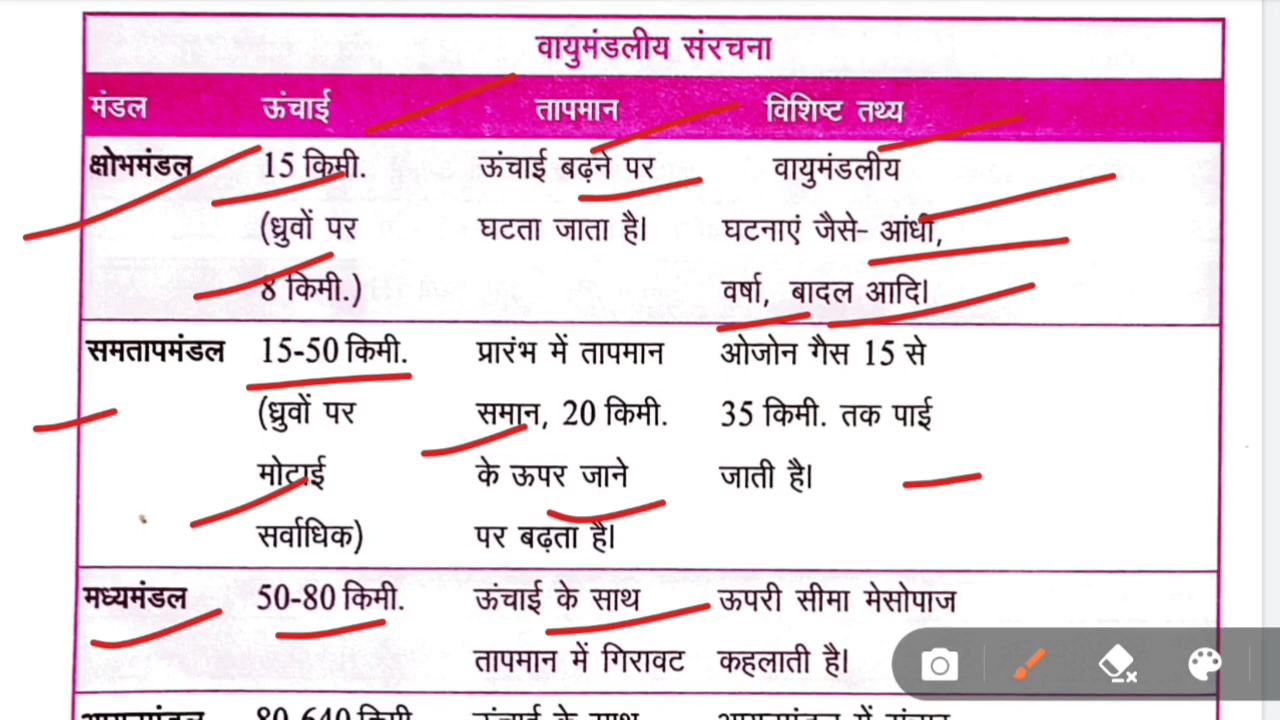 वायुमंडलीय संरचना
मंडल ऊंचाई तापमान विशिष्ट तथ्य
क्षोभमंडल 15 किमी. ऊंचाई बढ़ने पर वायुमंडलीय
(ध्रुवों पर घटता जाता है। घटनाएं जैसे- आंधी,
8 किमी.) वर्षा, बादल आदि।
समतापमंडल 15-50 किमी. प्रारंभ में तापमान ओजोन गैस 15 से
(ध्रुवों पर समान, 20 किमी. 35 किमी. तक पाई
मोटाई के ऊपर जाने जाती है।
सर्वाधिक) पर बढ़ता है।
मध्यमंडल 50-80 किमी. ऊंचाई के साथ ऊपरी सीमा मेसोपाज
तापमान में गिरावट कहलाती है।
80-640 किमी ऊंचाई के साथ